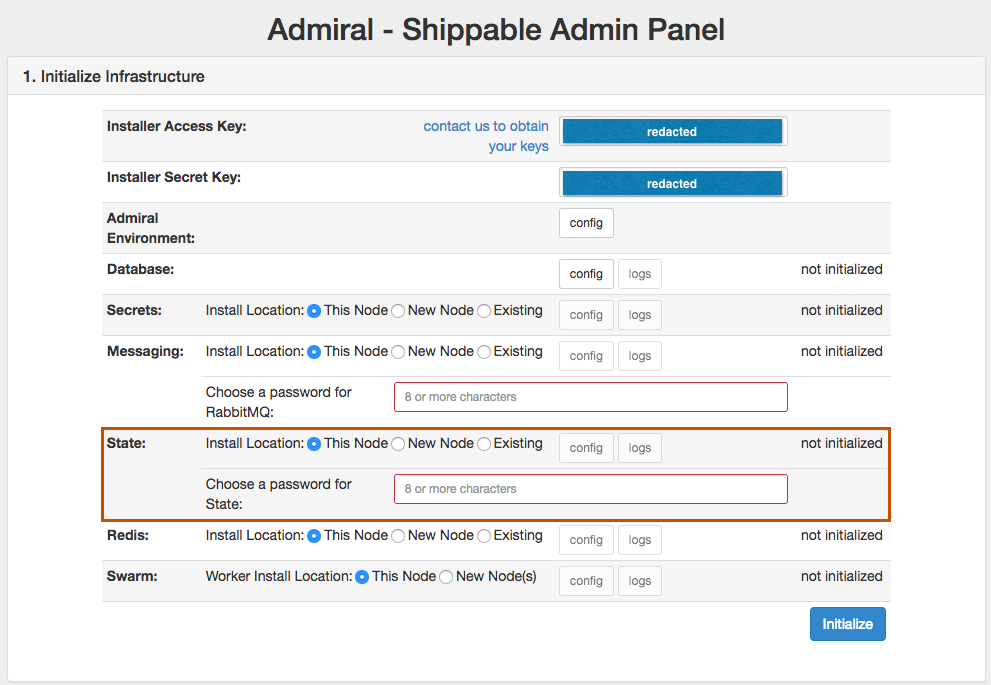 Admiral - Shippable Admin Panel
1. Initialize Infrastructure
Installer Access Key: contact us to obtain your keys redacted
Installer Secret Key: redacted
Admiral Environment: config
Database: config logs not initialized
Secrets: Install Location: This Node New Node Existing config logs not initialized
Messaging: Install Location: This Node New Node Existing config logs not initialized
Choose a password for RabbitMQ: 8 or more characters
State: Install Location: This Node New Node Existing config logs not initialized
Choose a password for State: 8 or more characters
Redis: Install Location: This Node New Node Existing config logs not initialized
Swarm: Worker Install Location: This Node New Node(s) config logs not initialized
Initialize